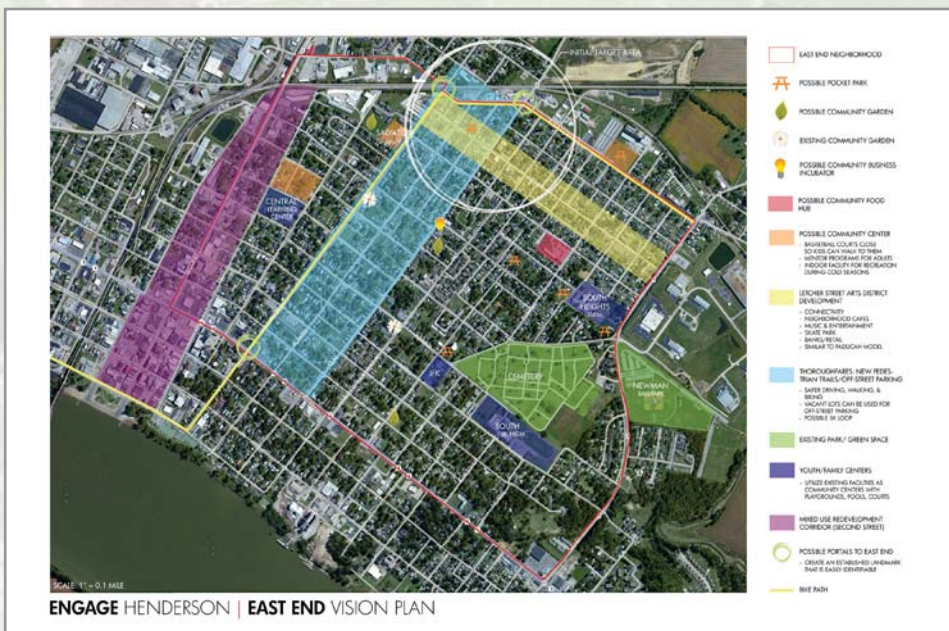 INITIAL TARGET AREA
SALVATION
ARMY
CENTRAL
LEARNING
CENTER
SOUTH
HEIGHTS
ELEM.
JFK
CEMETERY
NEWMAN
BALLPARK
SOUTH
JR. HIGH
SCALE: 1" = 0.1 MILE
ENGAGE HENDERSON | EAST END VISION PLAN
EAST END NEIGHBORHOOD
POSSIBLE POCKET PARK
POSSIBLE COMMUNITY GARDEN
EXISTING COMMUNITY GARDEN
POSSIBLE COMMUNITY BUSINESS
INCUBATOR
POSSIBLE COMMUNITY FOOD
HUB
POSSIBLE COMMUNITY CENTER
- BASKETBALL COURTS CLOSE
SO KIDS CAN WALK TO THEM
- MENTOR PROGRAMS FOR ADULTS
- INDOOR FACILITY FOR RECREATION
DURING COLD SEASONS
LETCHER STREET ARTS DISTRICT
DEVELOPMENT
- CONNECTIVITY
- NEIGHBORHOOD CAFES
- MUSIC & ENTERTAINMENT
- SKATE PARK
- BANKS/RETAIL
- SIMILAR TO PADUCAH MODEL
THOROUGHFARES: NEW PEDES-
TRIAN TRAILS/OFF-STREET PARKING
- SAFER DRIVING, WALKING, &
BIKING
- VACANT LOTS CAN BE USED FOR
OFF-STREET PARKING
- POSSIBLE 5K LOOP
EXISTING PARK/ GREEN SPACE
YOUTH/FAMILY CENTERS
- UTILIZE EXISTING FACILITIES AS
COMMUNITY CENTERS WITH
PLAYGROUNDS, POOLS, COURTS
MIXED USE REDEVELOPMENT
CORRIDOR (SECOND STREET)
POSSIBLE PORTALS TO EAST END
- CREATE AN ESTABLISHED LANDMARK
THAT IS EASILY IDENTIFIABLE
BIKE PATH